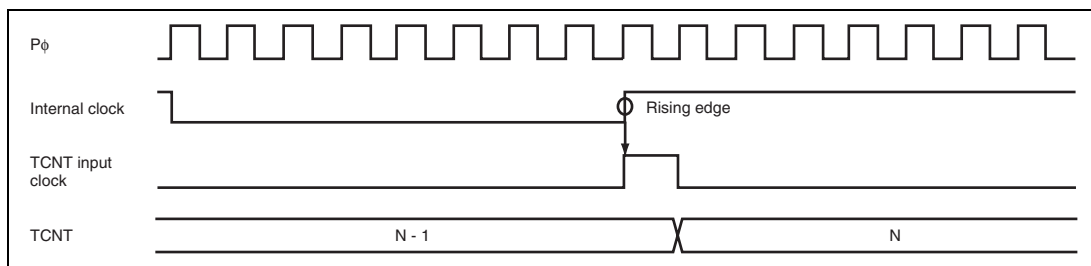 Pϕ
Internal clock
Rising edge
TCNT input
clock
TCNT
N - 1
N